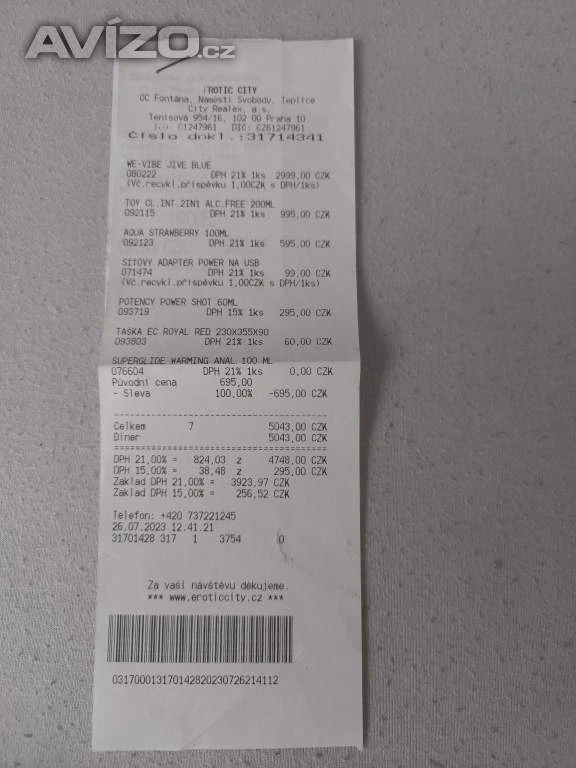 AVÍZO.cz
EROTIC CITY
OC Fontána, Namosti Svobody, Teplice
City Realex, a.s.
Tenisová 954/16, 102 00 Praha 10
61247961 DIČ: CZ61247961
Číslo dokl.:31714341
WE-VIBE JIVE BLUE
080222 DPH 21% 1ks 2999,00 CZK
(Vč.recykl.příspěvku 1,00CZK s DPH/1ks)
TOY CL.INT.2IN1 ALC.FREE 200ML
092115 DPH 21% 1ks 995,00 CZK
AQUA STRAWBERRY 100ML
092123 DPH 21% 1ks 595,00 CZK
SITOVY ADAPTER POWER NA USB
071474 DPH 21% 1ks 99,00 CZK
(Vč.recykl.příspěvku 1,00CZK s DPH/1ks)
POTENCY POWER SHOT 60ML
093719 DPH 15% 1ks 295,00 CZK
TASKA EC ROYAL RED 230X355X90
093803 DPH 21% 1ks 60,00 CZK
SUPERGLIDE WARMING ANAL 100 ML
076604 DPH 21% 1ks 0,00 CZK
Původní cena 695,00
- Sleva 100,00% -695,00 CZK
Celkem 7 5043,00 CZK
Diner 5043,00 CZK
DPH 21,00% = 824,03 z 4748,00 CZK
DPH 15,00% = 38,48 z 295,00 CZK
Zaklad DPH 21,00% = 3923,97 CZK
Zaklad DPH 15,00% = 256,52 CZK
Telefon: +420 737221245
26.07.2023 12.41.21
31701428 317 1 3754 0
Za vaši návštěvu děkujeme.
*** www.eroticcity.cz ***
031700013170142820230726214112